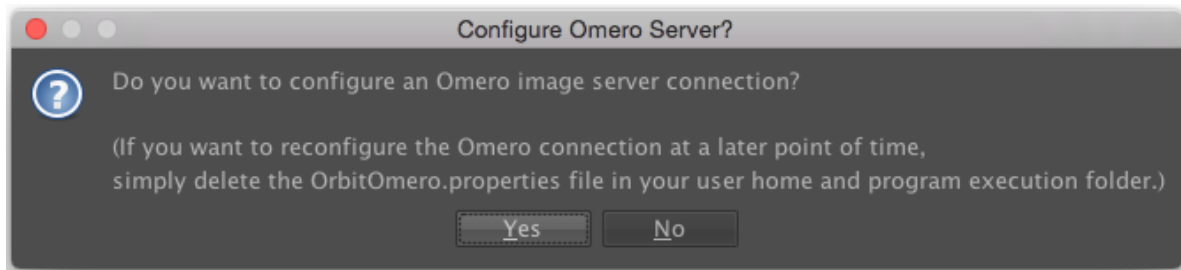 Configure Omero Server?
Do you want to configure an Omero image server connection?
(If you want to reconfigure the Omero connection at a later point of time,
simply delete the OrbitOmero.properties file in your user home and program execution folder.)
Yes No